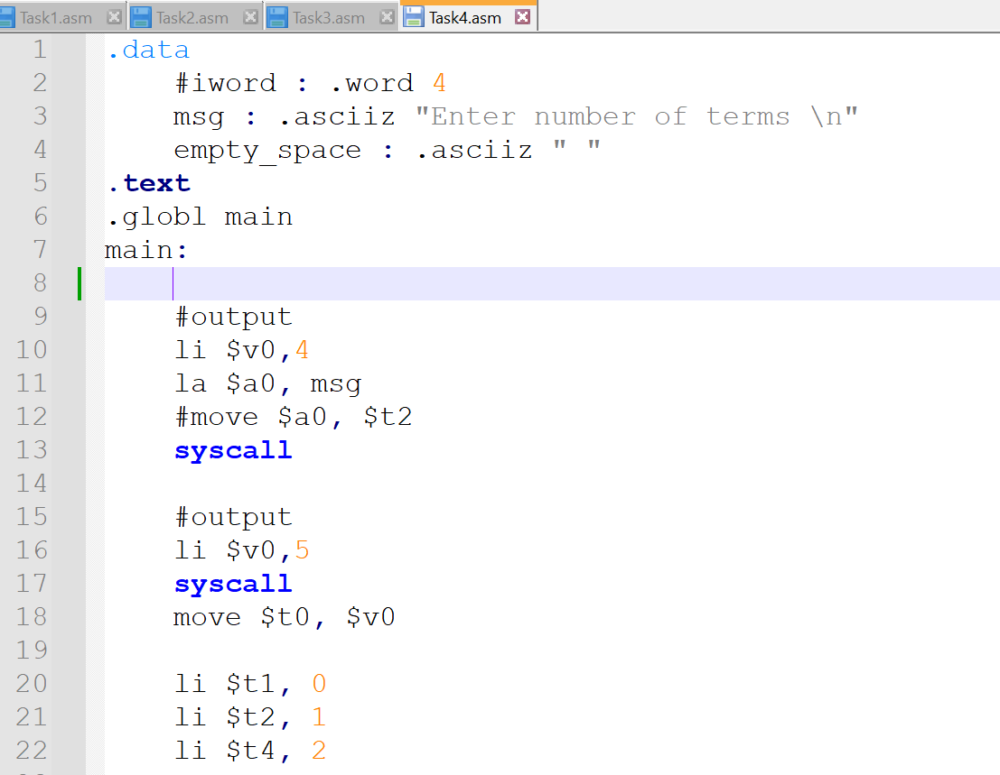 Task1.asm Task2.asm Task3.asm Task4.asm
1 .data
2 #iword : .word 4
3 msg : .asciiz "Enter number of terms \n"
4 empty_space : .asciiz " "
5 .text
6 .globl main
7 main:
8
9 #output
10 li $v0,4
11 la $a0, msg
12 #move $a0, $t2
13 syscall
14
15 #output
16 li $v0,5
17 syscall
18 move $t0, $v0
19
20 li $t1, 0
21 li $t2, 1
22 li $t4, 2